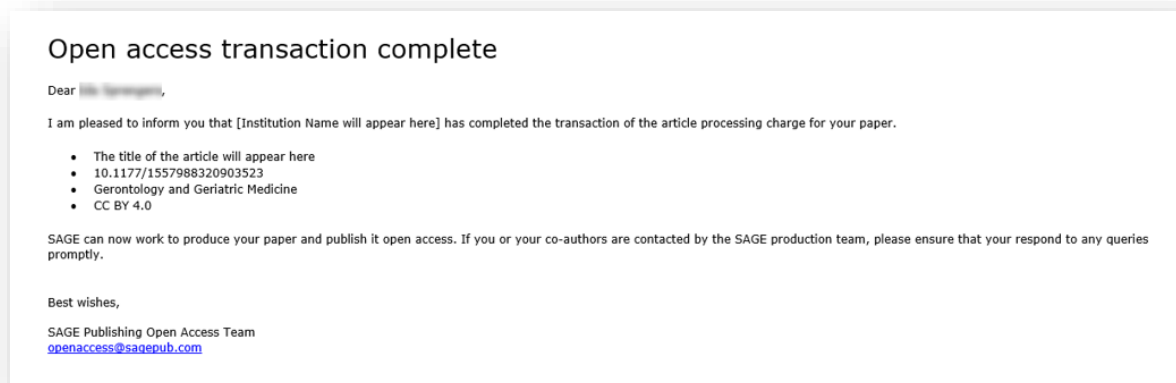 Open access transaction complete
Dear ,
I am pleased to inform you that [Institution Name will appear here] has completed the transaction of the article processing charge for your paper.
• The title of the article will appear here
• 10.1177/1557988320903523
• Gerontology and Geriatric Medicine
• CC BY 4.0
SAGE can now work to produce your paper and publish it open access. If you or your co-authors are contacted by the SAGE production team, please ensure that your respond to any queries
promptly.
Best wishes,
SAGE Publishing Open Access Team
openaccess@sagepub.com